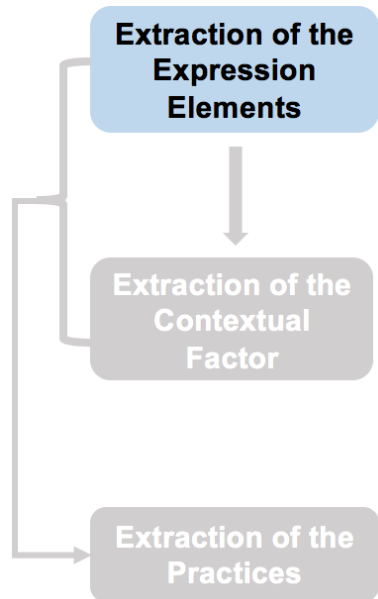 Extraction of the
Expression
Elements
Extraction of the
Contextual
Factor
Extraction of the
Practices